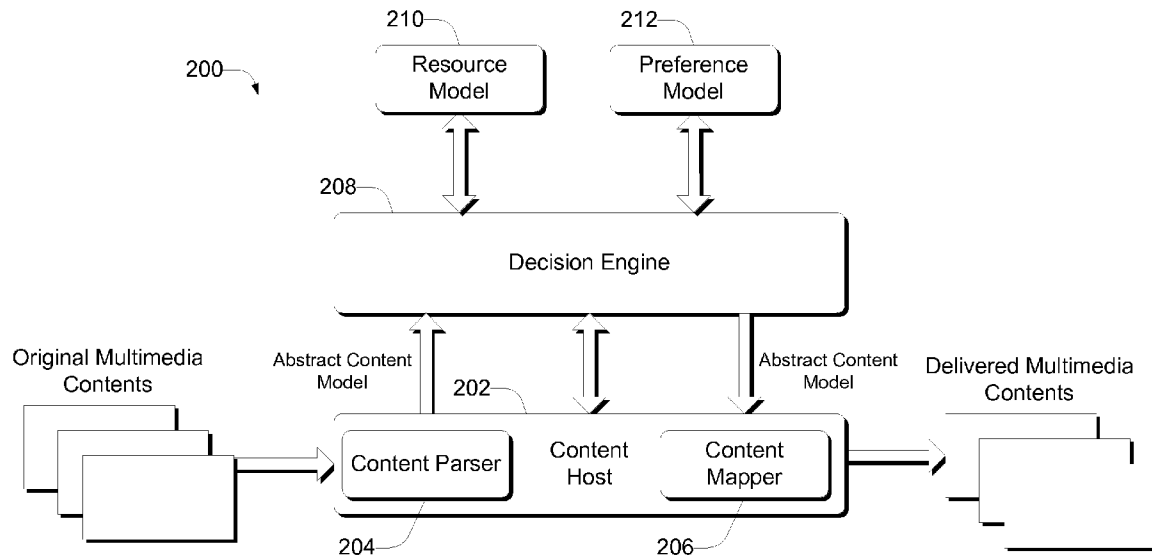 210
212
200
Resource
Model
Preference
Model
208
Decision Engine
Original Multimedia
Contents
Abstract Content
Model
202
Abstract Content
Model
Delivered Multimedia
Contents
Content Parser
Content
Host
Content
Mapper
204
206